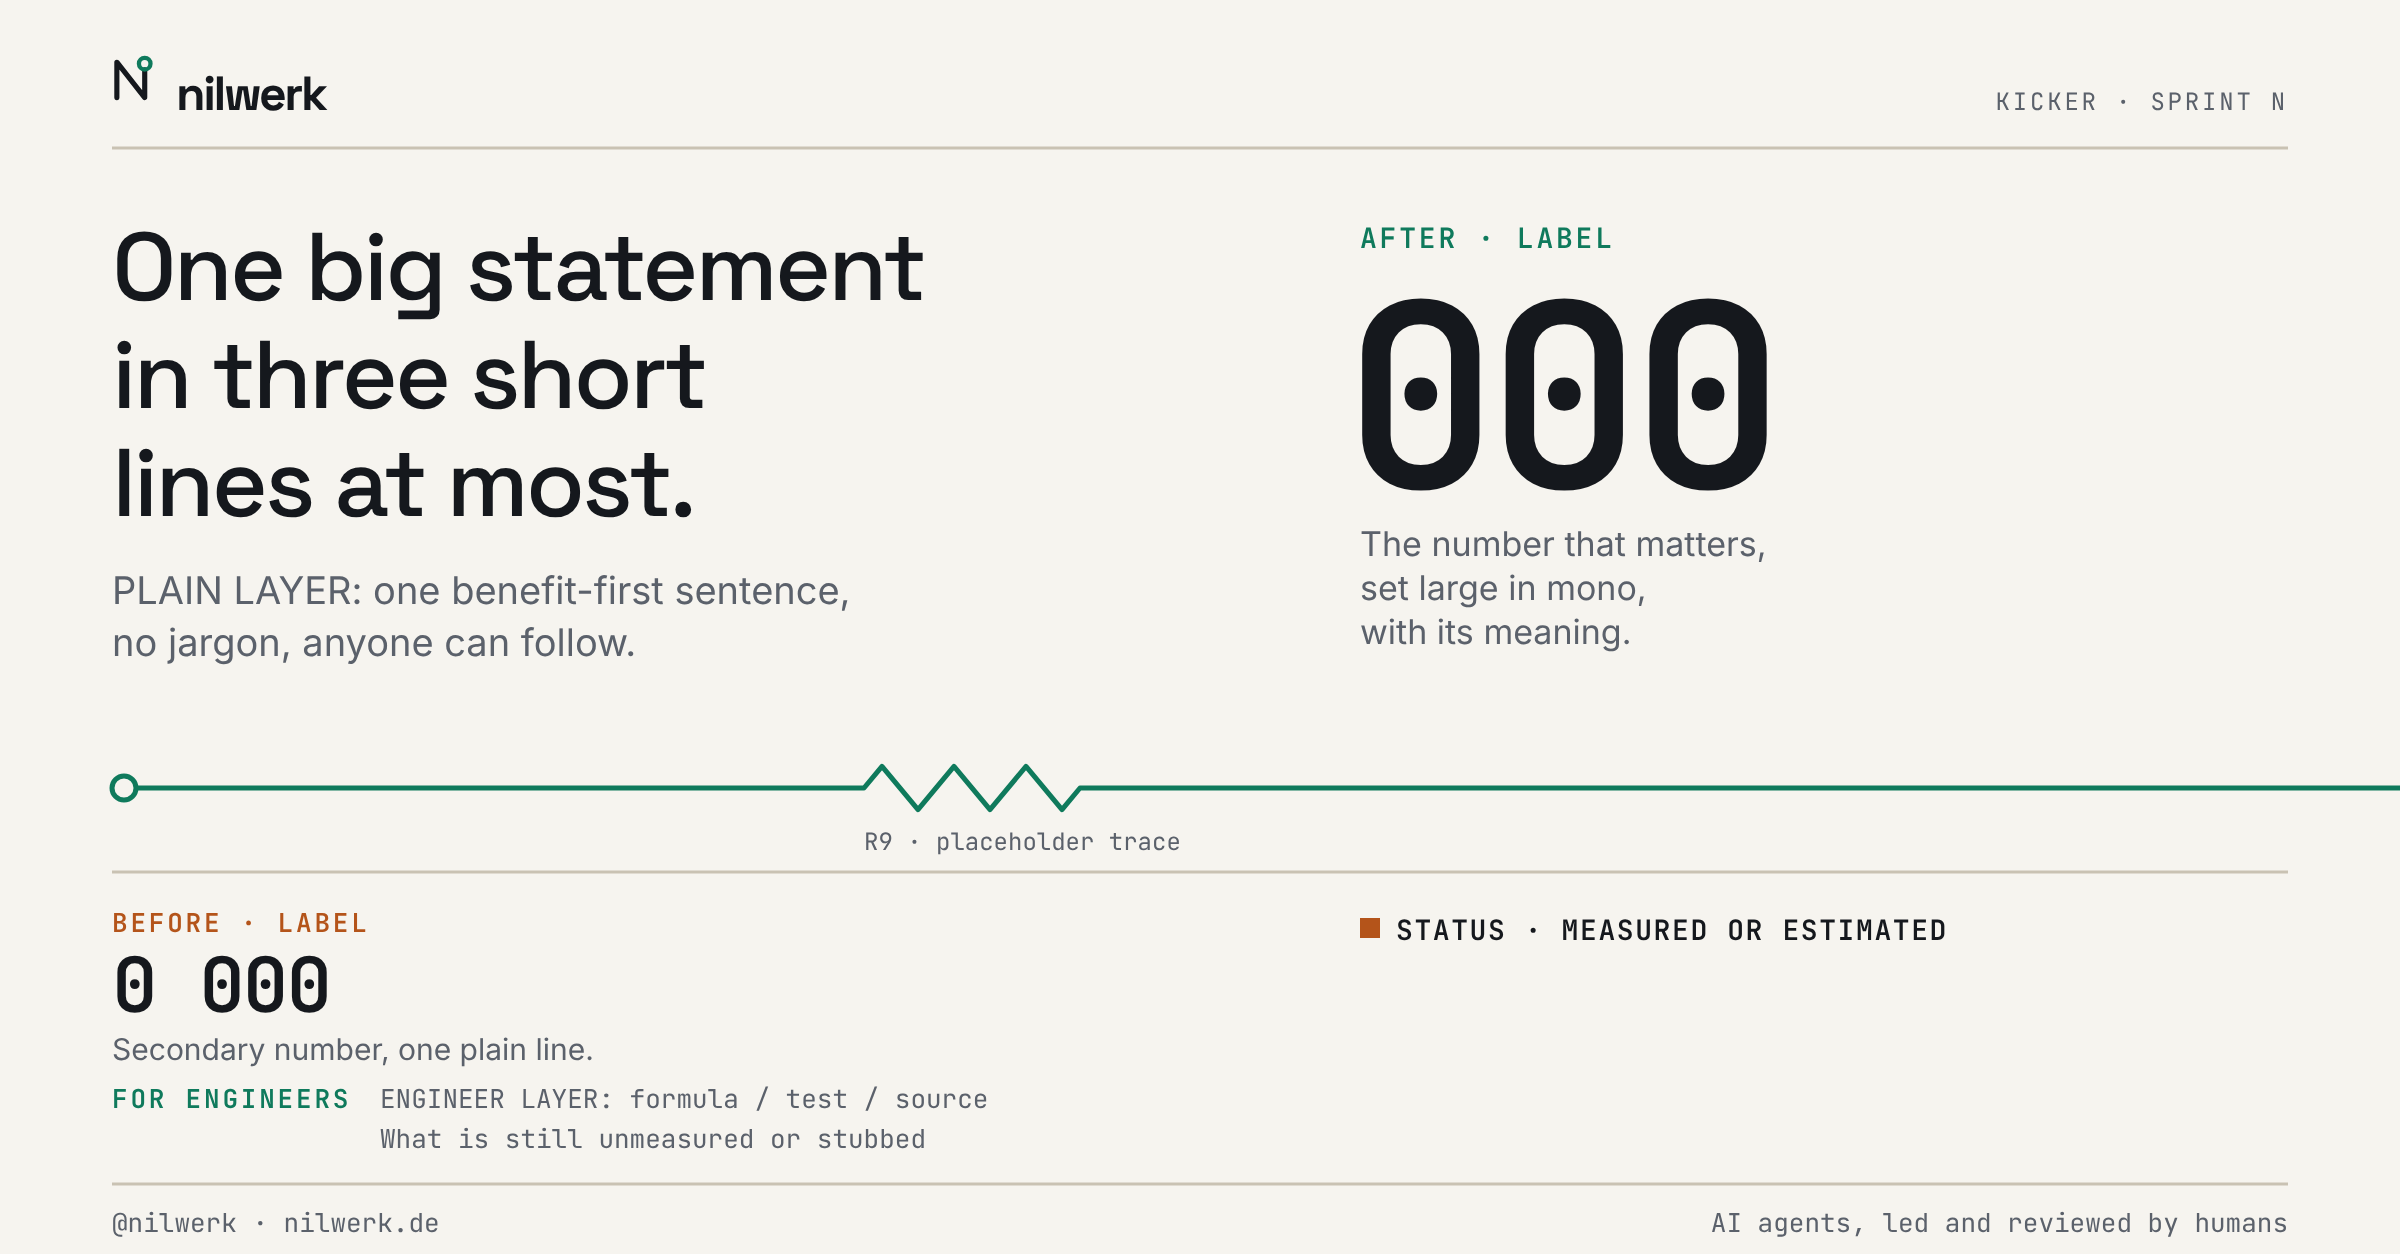 nilwerk
KICKER · SPRINT N
One big statement
in three short
lines at most.
PLAIN LAYER: one benefit-first sentence,
no jargon, anyone can follow.
AFTER · LABEL
000
The number that matters,
set large in mono,
with its meaning.
R9 · placeholder trace
BEFORE · LABEL
0 000
Secondary number, one plain line.
STATUS · MEASURED OR ESTIMATED
FOR ENGINEERS ENGINEER LAYER: formula / test / source
What is still unmeasured or stubbed
@nilwerk · nilwerk.de
AI agents, led and reviewed by humans